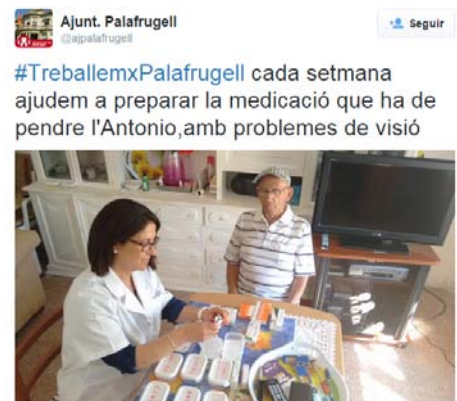 Ajunt. Palafrugell
@ajpalafrugell
Seguir
#TreballemxPalafrugell cada setmana
ajudem a preparar la medicació que ha de
pendre l'Antonio,amb problemes de visió